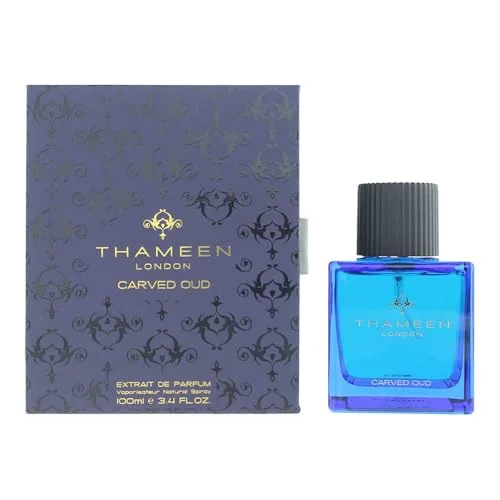 THAMEEN
LONDON
CARVED OUD
EXTRAIT DE PARFUM
Vaporisateur Natural Spray
100ml e 3.4 FL.OZ.
THAMEEN
LONDON
CARVED OUD